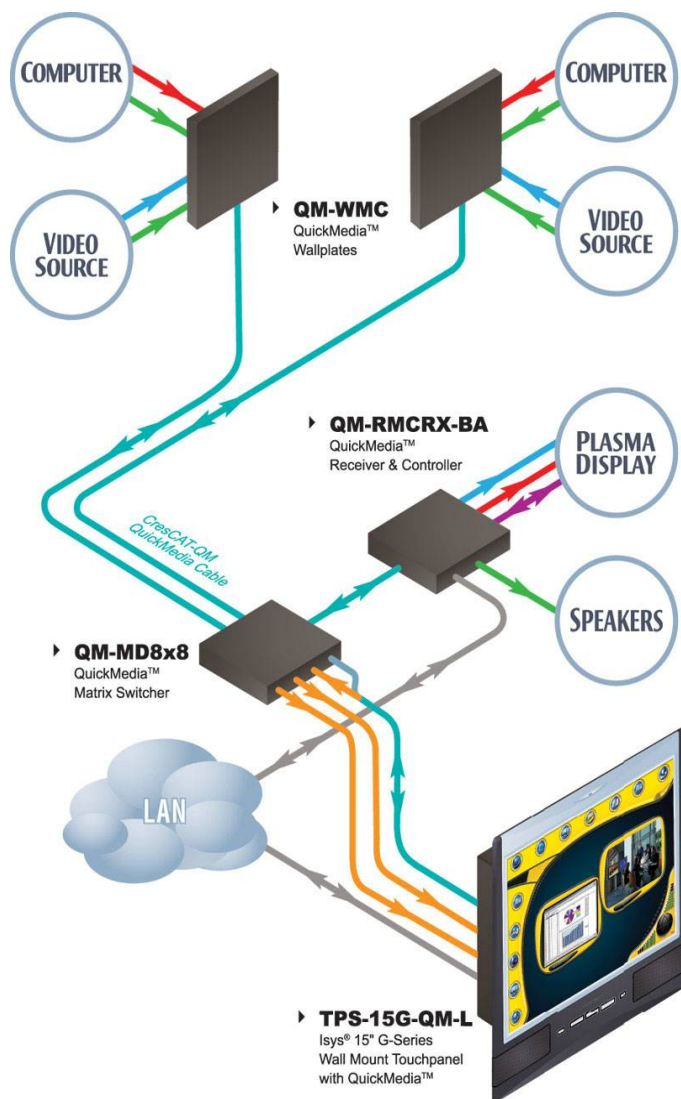 COMPUTER
COMPUTER
VIDEO
SOURCE
VIDEO
SOURCE
QM-WMC
QuickMedia™
Wallplates
QM-RMCRX-BA
QuickMedia™
Receiver & Controller
PLASMA
DISPLAY
CresCAT-QM
QuickMedia Cable
SPEAKERS
QM-MD8x8
QuickMedia™
Matrix Switcher
LAN
TPS-15G-QM-L
Isys® 15" G-Series
Wall Mount Touchpanel
with QuickMedia™